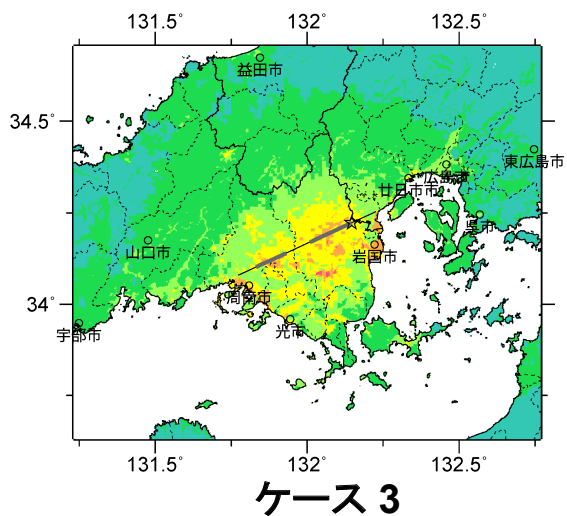 131.5° 132° 132.5°
益田市
34.5°
東広島市
広島市
廿日市市
呉市
山口市
岩国市
34°
周南市
宇部市
光市
131.5° 132° 132.5°
ケース 3